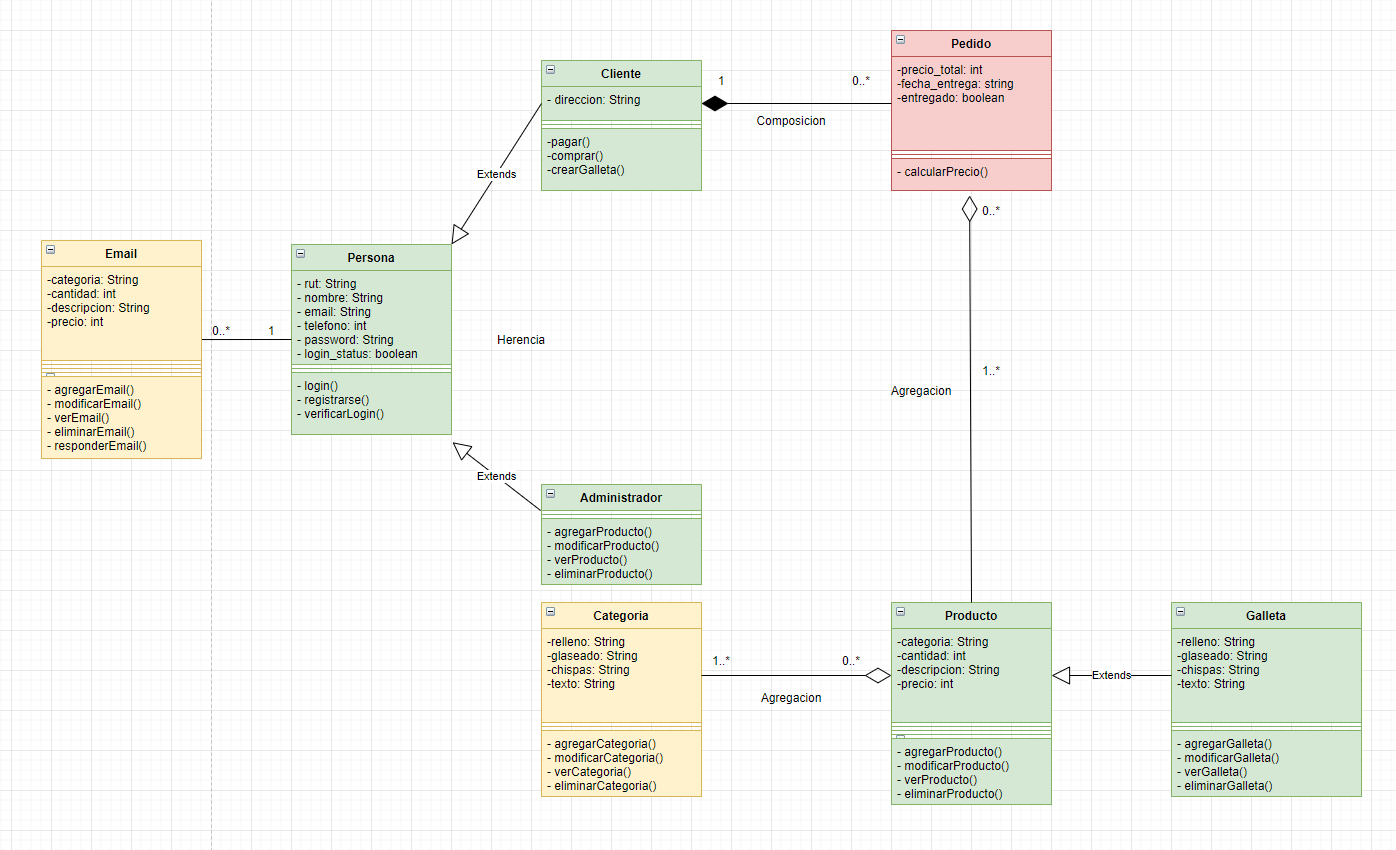 Pedido
-precio_total: int
-fecha_entrega: string
-entregado: boolean
- calcularPrecio()
Cliente
- direccion: String
-pagar()
-comprar()
-crearGalleta()
1
0..*
Composicion
Extends
0..*
Email
-categoria: String
-cantidad: int
-descripcion: String
-precio: int
- agregarEmail()
- modificarEmail()
- verEmail()
- eliminarEmail()
- responderEmail()
0..*
1
Persona
- rut: String
- nombre: String
- email: String
- telefono: int
- password: String
- login_status: boolean
- login()
- registrarse()
- verificarLogin()
Herencia
1..*
Agregacion
Extends
Administrador
- agregarProducto()
- modificarProducto()
- verProducto()
- eliminarProducto()
Categoria
-relleno: String
-glaseado: String
-chispas: String
-texto: String
- agregarCategoria()
- modificarCategoria()
- verCategoria()
- eliminarCategoria()
1..*
0..*
Agregacion
Producto
-categoria: String
-cantidad: int
-descripcion: String
-precio: int
- agregarProducto()
- modificarProducto()
- verProducto()
- eliminarProducto()
Extends
Galleta
-relleno: String
-glaseado: String
-chispas: String
-texto: String
- agregarGalleta()
- modificarGalleta()
- verGalleta()
- eliminarGalleta()